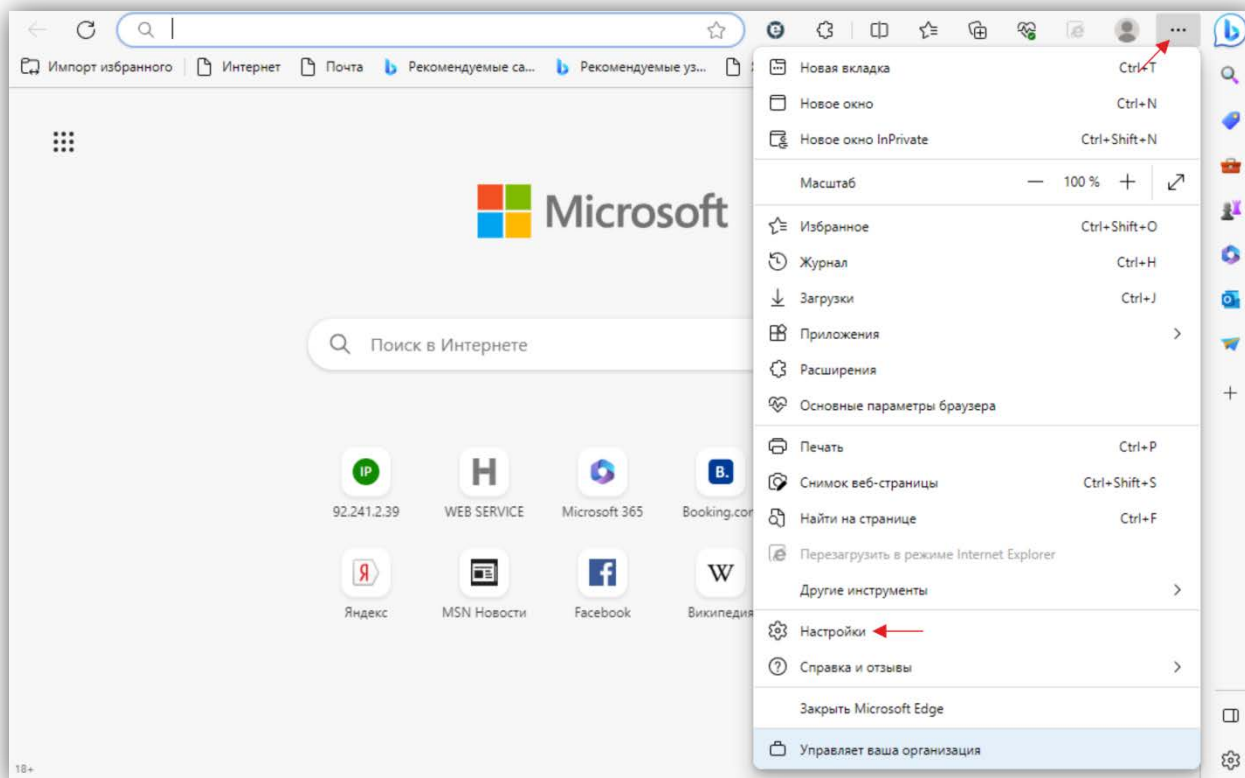 Импорт избранного
Интернет
Почта
Рекомендуемые са...
Рекомендуемые уз...
Microsoft
Поиск в Интернете
IP
H
B.
92.241.2.39
WEB SERVICE
Microsoft 365
Booking.com
Я
f
W
Яндекс
MSN Новости
Facebook
Википедия
18+
Новая вкладка Ctrl+T
Новое окно Ctrl+N
Новое окно InPrivate Ctrl+Shift+N
Масштаб — 100 % +
Избранное Ctrl+Shift+O
Журнал Ctrl+H
Загрузки Ctrl+J
Приложения
Расширения
Основные параметры браузера
Печать Ctrl+P
Снимок веб-страницы Ctrl+Shift+S
Найти на странице Ctrl+F
Перезагрузить в режиме Internet Explorer
Другие инструменты
Настройки
Справка и отзывы
Закрыть Microsoft Edge
Управляет ваша организация